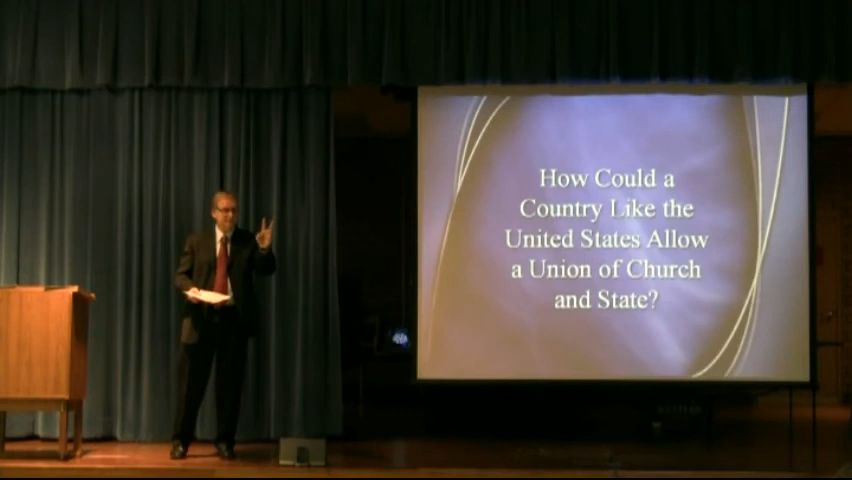 How Could a
Country Like the
United States Allow
a Union of Church
and State?